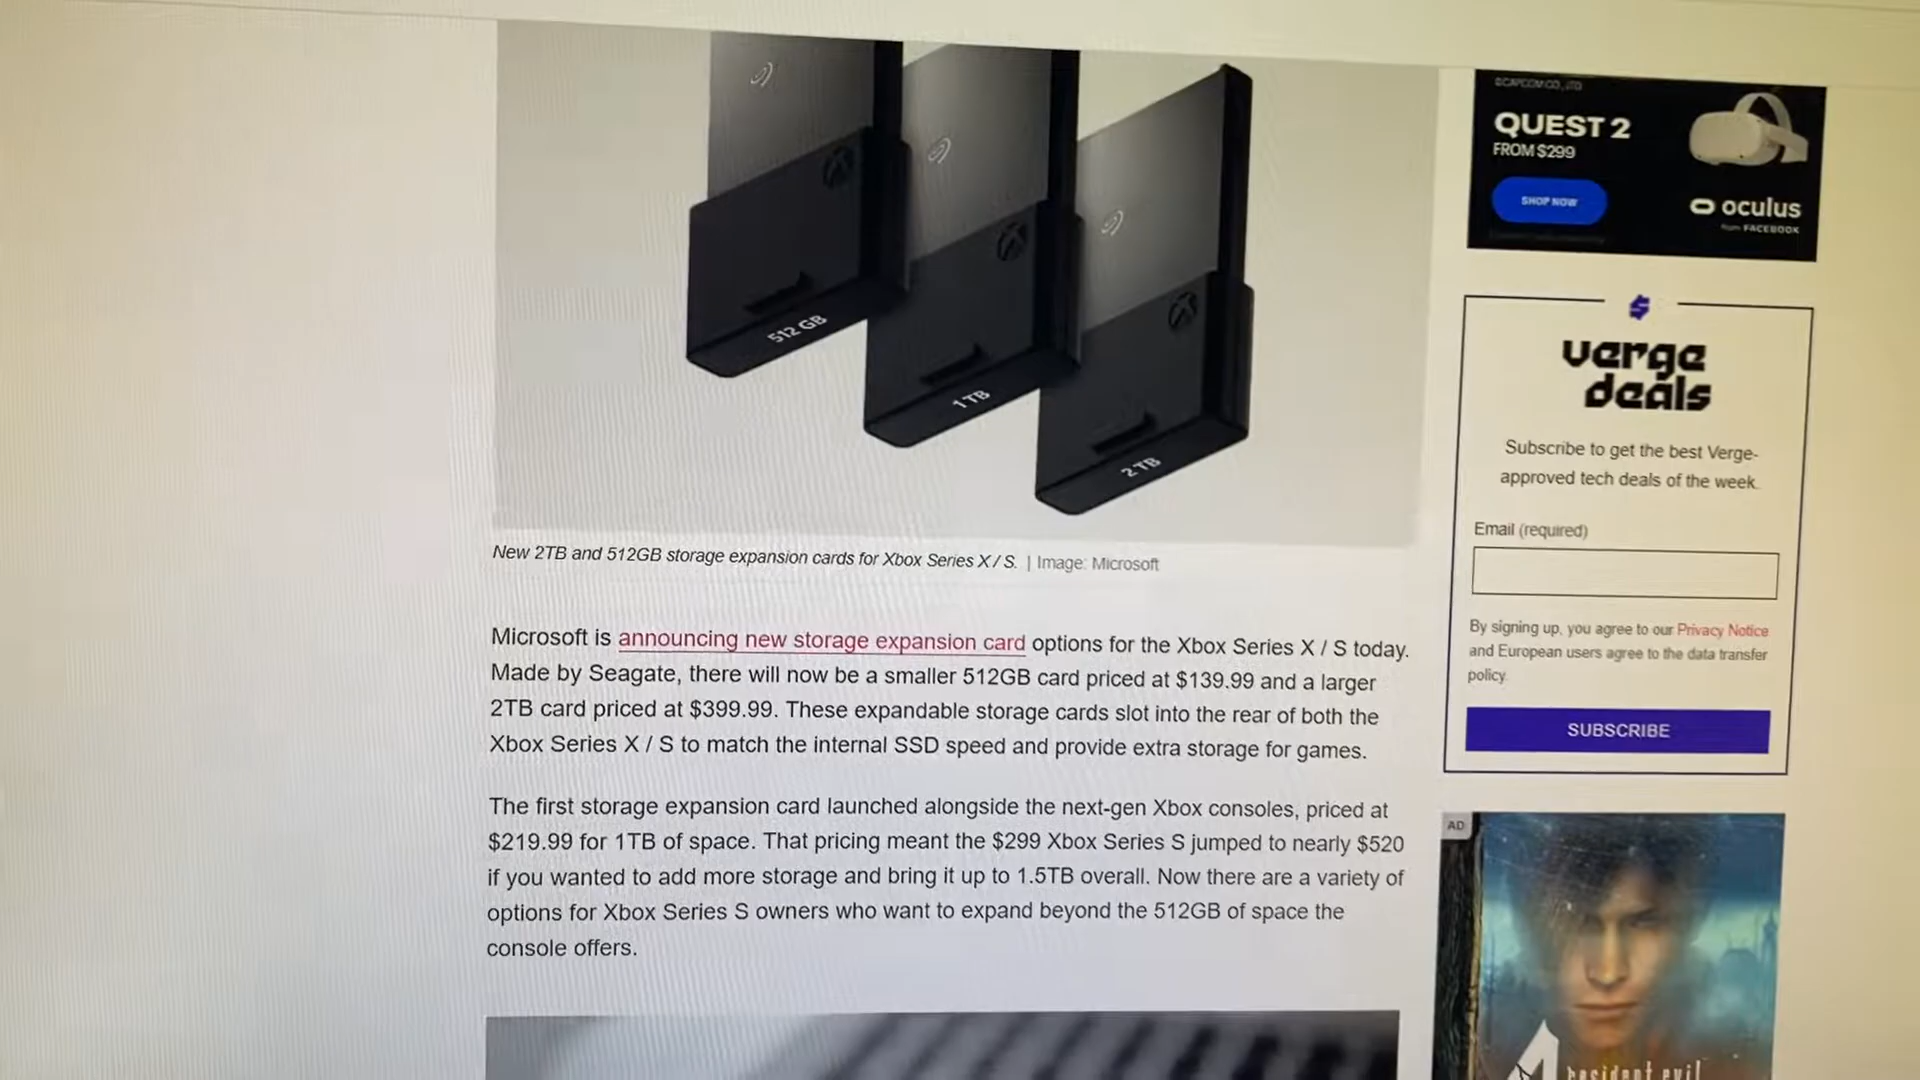 512 GB
1 TB
2 TB
New 2TB and 512GB storage expansion cards for Xbox Series X / S. | Image: Microsoft
Microsoft is announcing new storage expansion card options for the Xbox Series X / S today.
Made by Seagate, there will now be a smaller 512GB card priced at $139.99 and a larger
2TB card priced at $399.99. These expandable storage cards slot into the rear of both the
Xbox Series X / S to match the internal SSD speed and provide extra storage for games.
The first storage expansion card launched alongside the next-gen Xbox consoles, priced at
$219.99 for 1TB of space. That pricing meant the $299 Xbox Series S jumped to nearly $520
if you wanted to add more storage and bring it up to 1.5TB overall. Now there are a variety of
options for Xbox Series S owners who want to expand beyond the 512GB of space the
console offers.
©CAPCOM CO., LTD
QUEST 2
FROM $299
SHOP NOW
oculus
from FACEBOOK
verge
deals
Subscribe to get the best Verge-
approved tech deals of the week.
Email (required)
By signing up, you agree to our Privacy Notice
and European users agree to the data transfer
policy.
SUBSCRIBE
AD
4
resident evil